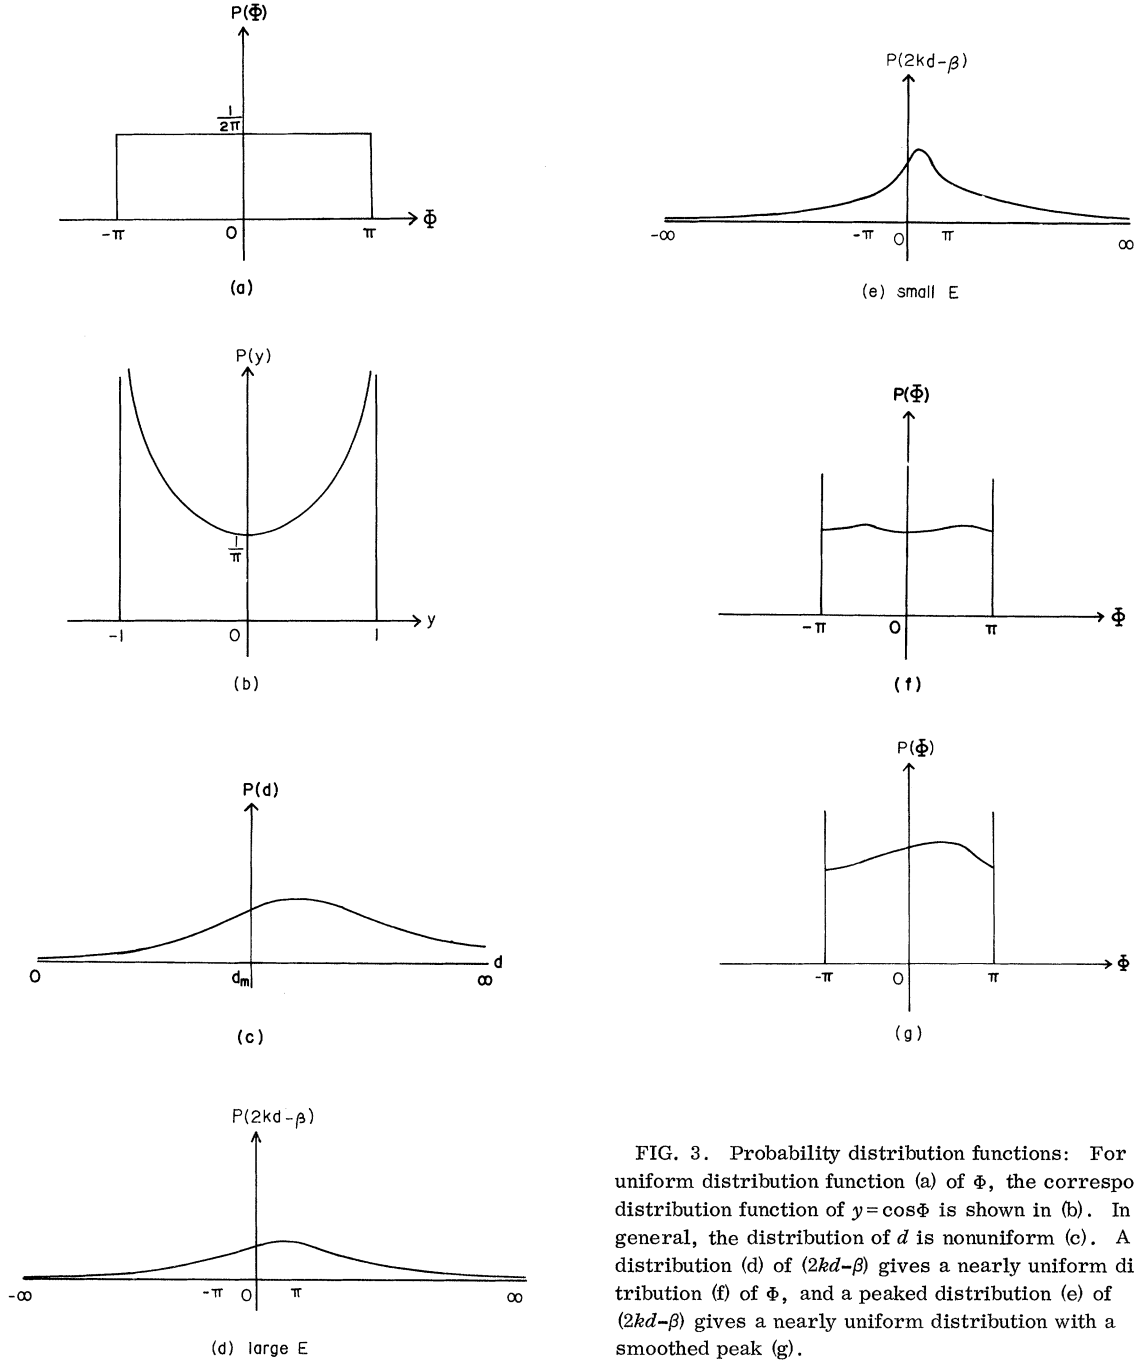 P(Φ)
1
2π
-π 0 π Φ
(a)
P(y)
1
π
-1 0 1 y
(b)
P(d)
0 dm ∞ d
(c)
P(2kd-β)
-∞ -π 0 π ∞
(d) large E
P(2kd-β)
-∞ -π 0 π ∞
(e) small E
P(Φ)
-π 0 π Φ
(f)
P(Φ)
-π 0 π Φ
(g)
FIG. 3. Probability distribution functions: For
uniform distribution function (a) of Φ, the correspo
distribution function of y=cosΦ is shown in (b). In
general, the distribution of d is nonuniform (c). A
distribution (d) of (2kd-β) gives a nearly uniform di
tribution (f) of Φ, and a peaked distribution (e) of
(2kd-β) gives a nearly uniform distribution with a
smoothed peak (g).